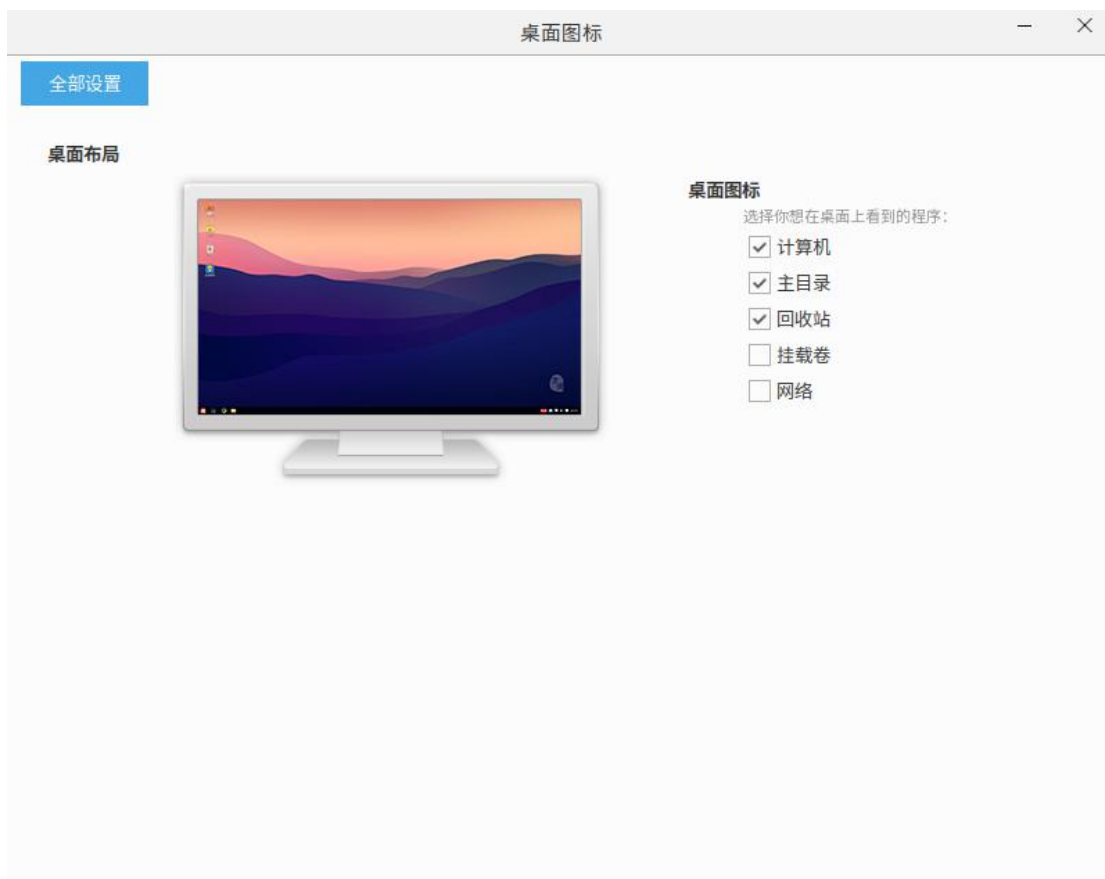 桌面图标
全部设置
桌面布局
桌面图标
选择你想在桌面上看到的程序:
计算机
主目录
回收站
挂载卷
网络